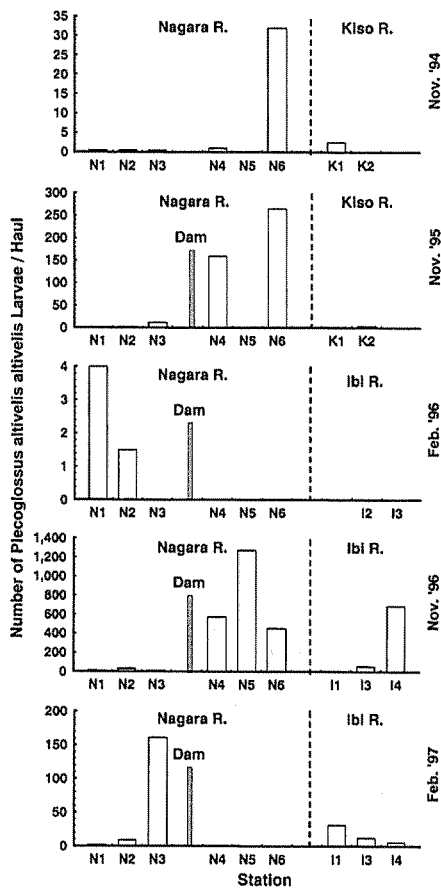 Number of Plecoglossus altivelis altivelis Larvae / Haul
Nagara R. Kiso R.
Nov. '94
35
30
25
20
15
10
5
0
N1 N2 N3 N4 N5 N6 K1 K2
Nagara R. Kiso R.
Nov. '95
Dam
300
250
200
150
100
50
0
N1 N2 N3 N4 N5 N6 K1 K2
Nagara R. Ibi R.
Feb. '96
Dam
4
3
2
1
0
N1 N2 N3 N4 N5 N6 I2 I3
Nagara R. Ibi R.
Nov. '96
Dam
1,400
1,200
1,000
800
600
400
200
0
N1 N2 N3 N4 N5 N6 I1 I3 I4
Nagara R. Ibi R.
Feb. '97
Dam
200
150
100
50
0
N1 N2 N3 N4 N5 N6 I1 I3 I4
Station